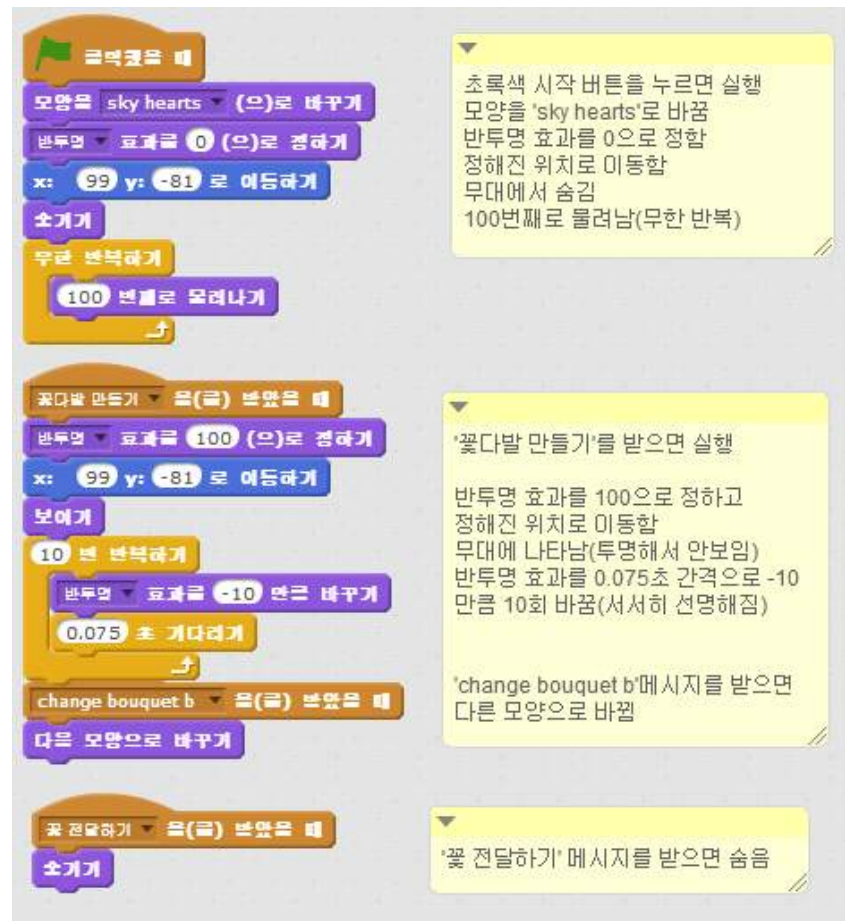 클릭했을 때
모양을 sky hearts (으)로 바꾸기
반투명 효과를 0 (으)로 정하기
x: 99 y: -81 로 이동하기
숨기기
무한 반복하기
100 번째로 물러나기
초록색 시작 버튼을 누르면 실행
모양을 'sky hearts'로 바꿈
반투명 효과를 0으로 정함
정해진 위치로 이동함
무대에서 숨김
100번째로 물러남(무한 반복)
꽃다발 만들기 을(를) 받았을 때
반투명 효과를 100 (으)로 정하기
x: 99 y: -81 로 이동하기
보이기
10 번 반복하기
반투명 효과를 -10 만큼 바꾸기
0.075 초 기다리기
change bouquet b 을(를) 받았을 때
다음 모양으로 바꾸기
'꽃다발 만들기'를 받으면 실행
반투명 효과를 100으로 정하고
정해진 위치로 이동함
무대에 나타남(투명해서 안보임)
반투명 효과를 0.075초 간격으로 -10
만큼 10회 바꿈(서서히 선명해짐)
'change bouquet b'메시지를 받으면
다른 모양으로 바뀜
꽃 전달하기 을(를) 받았을 때
숨기기
'꽃 전달하기' 메시지를 받으면 숨음